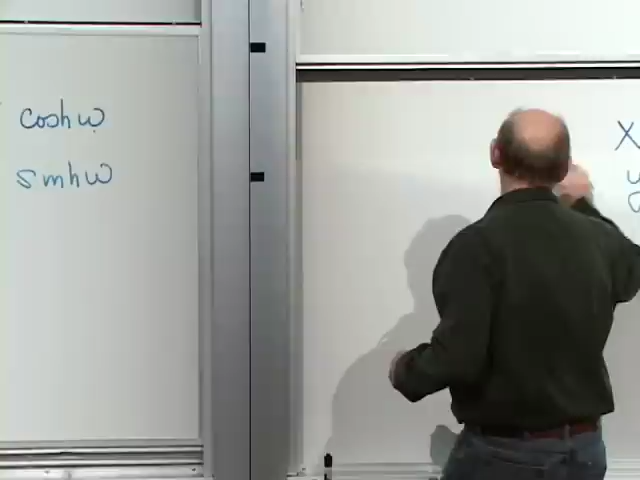 cosh ω
sinh ω
X